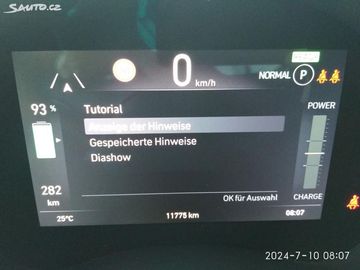 SAUTO.CZ
0
km/h
NORMAL P
93 %
Tutorial
POWER
Anzeige der Hinweise
Gespeicherte Hinweise
Diashow
282
km
OK für Auswahl
CHARGE
25°C
11775 km
08:07
2024-7-10 08:07